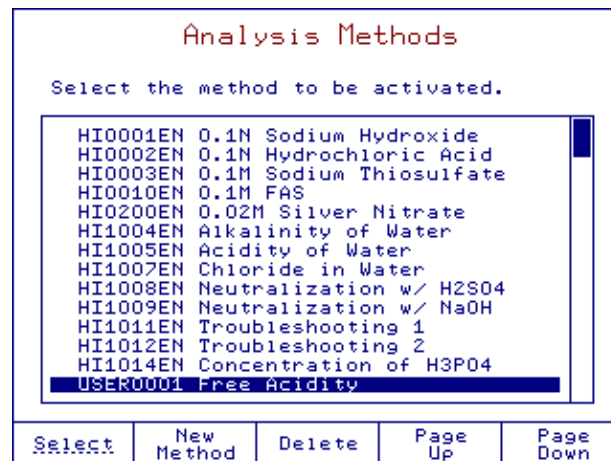 Analysis Methods
Select the method to be activated.
HI0001EN 0.1N Sodium Hydroxide
HI0002EN 0.1N Hydrochloric Acid
HI0003EN 0.1M Sodium Thiosulfate
HI0010EN 0.1M FAS
HI0200EN 0.02M Silver Nitrate
HI1004EN Alkalinity of Water
HI1005EN Acidity of Water
HI1007EN Chloride in Water
HI1008EN Neutralization w/ H2SO4
HI1009EN Neutralization w/ NaOH
HI1011EN Troubleshooting 1
HI1012EN Troubleshooting 2
HI1014EN Concentration of H3PO4
USER0001 Free Acidity
Select
New Method
Delete
Page Up
Page Down